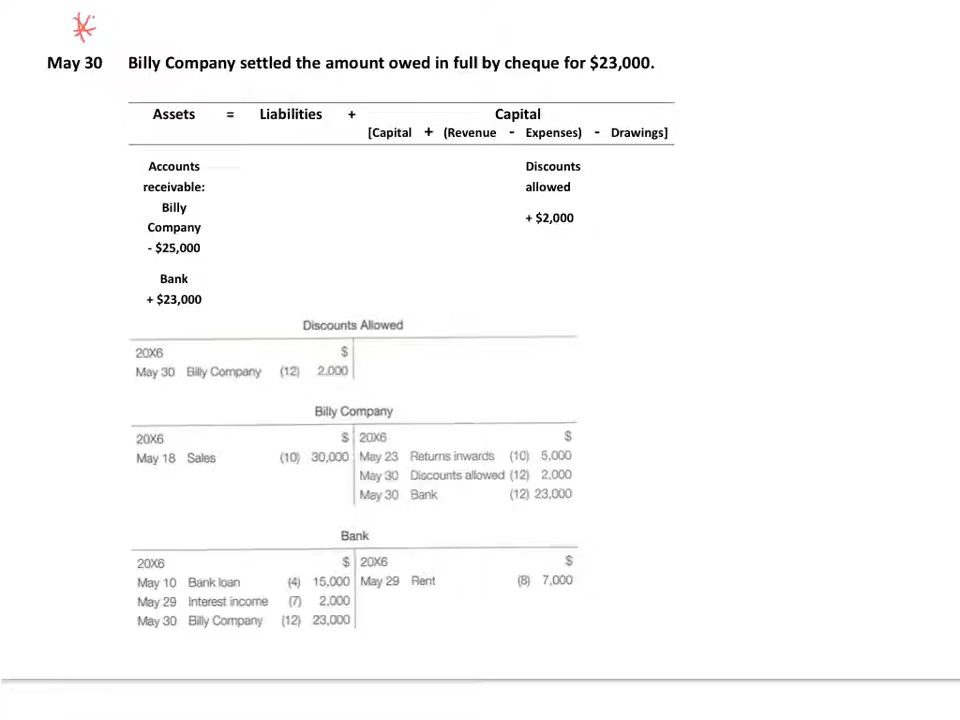 May 30 Billy Company settled the amount owed in full by cheque for $23,000.
Assets = Liabilities + Capital
[Capital + (Revenue - Expenses) - Drawings]
Accounts Discounts
receivable: allowed
Billy
+ $2,000
Company
- $25,000
Bank
+ $23,000
Discounts Allowed
20X6 $
May 30 Billy Company (12) 2.000
Billy Company
20X6 $ 20X6 $
May 18 Sales (10) 30,000 May 23 Returns inwards (10) 5,000
May 30 Discounts allowed (12) 2,000
May 30 Bank (12) 23,000
Bank
20X6 $ 20X6 $
May 10 Bank loan (4) 15,000 May 29 Rent (8) 7,000
May 29 Interest income (7) 2,000
May 30 Billy Company (12) 23,000